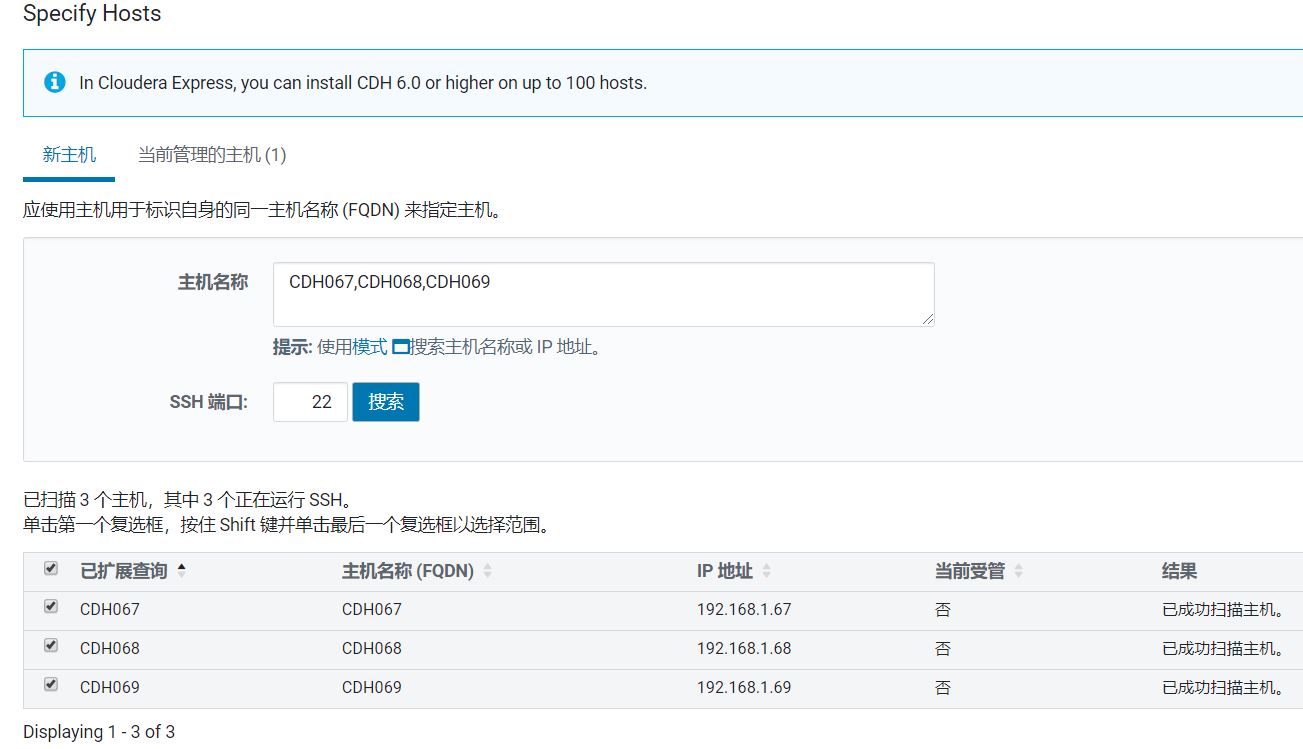 Specify Hosts
In Cloudera Express, you can install CDH 6.0 or higher on up to 100 hosts.
新主机 当前管理的主机 (1)
应使用主机用于标识自身的同一主机名称 (FQDN) 来指定主机。
主机名称 CDH067,CDH068,CDH069
提示: 使用模式 搜索主机名称或 IP 地址。
SSH 端口: 22 搜索
已扫描 3 个主机，其中 3 个正在运行 SSH。
单击第一个复选框，按住 Shift 键并单击最后一个复选框以选择范围。
已扩展查询 主机名称 (FQDN) IP 地址 当前受管 结果
CDH067 CDH067 192.168.1.67 否 已成功扫描主机。
CDH068 CDH068 192.168.1.68 否 已成功扫描主机。
CDH069 CDH069 192.168.1.69 否 已成功扫描主机。
Displaying 1 - 3 of 3